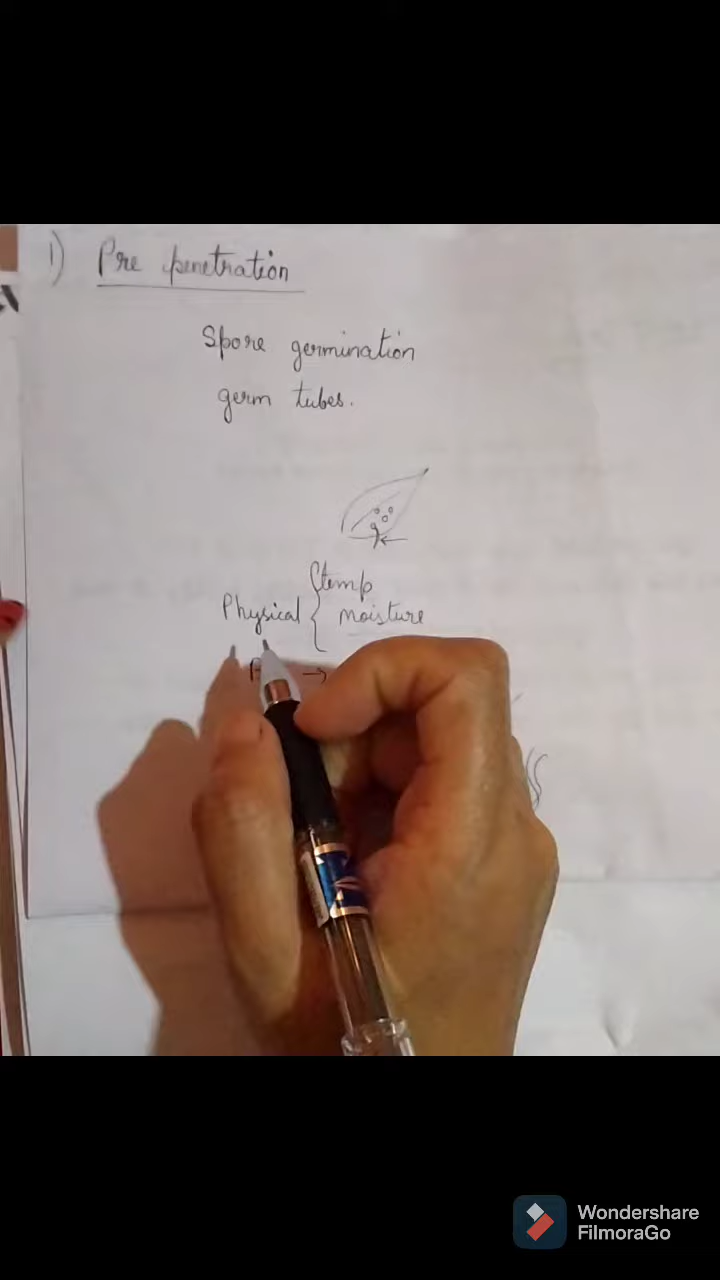 1) Pre penetration
Spore germination
germ tubes.
temp
Physical
moisture
→
Wondershare
FilmoraGo